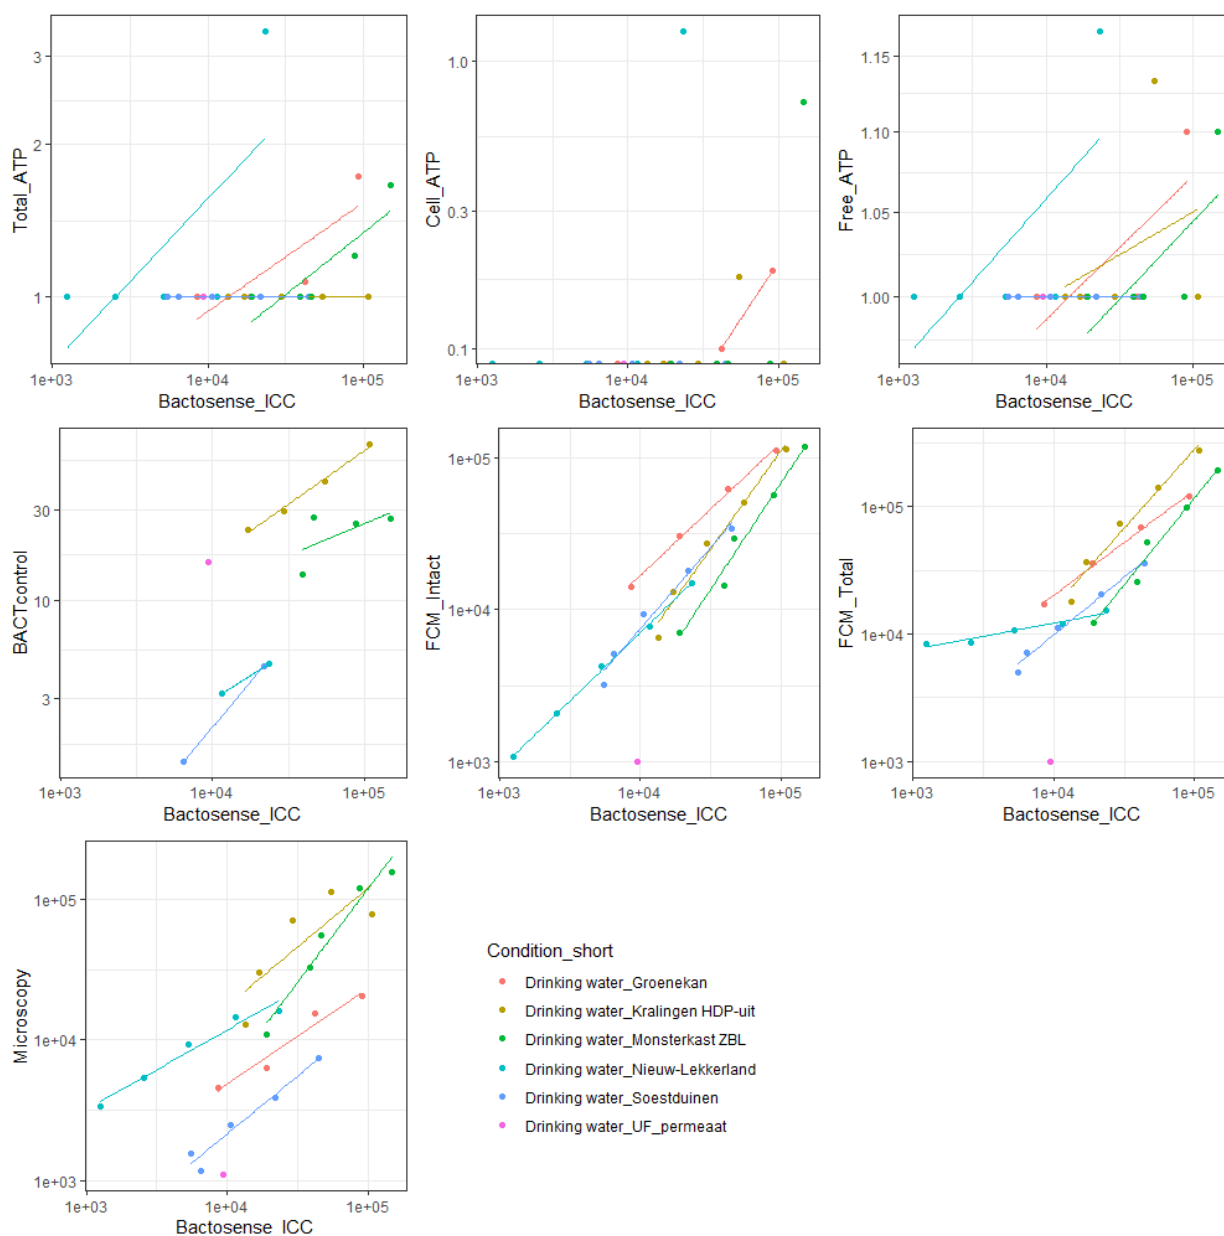 Total_ATP
3
2
1
1e+03 1e+04 1e+05
Bactosense_ICC
Cell_ATP
1.0
0.3
0.1
1e+03 1e+04 1e+05
Bactosense_ICC
Free_ATP
1.15
1.10
1.05
1.00
1e+03 1e+04 1e+05
Bactosense_ICC
BACTcontrol
30
10
3
1e+03 1e+04 1e+05
Bactosense_ICC
FCM_Intact
1e+05
1e+04
1e+03
1e+03 1e+04 1e+05
Bactosense_ICC
FCM_Total
1e+05
1e+04
1e+03
1e+03 1e+04 1e+05
Bactosense_ICC
Microscopy
1e+05
1e+04
1e+03
1e+03 1e+04 1e+05
Bactosense_ICC
Condition_short
Drinking water_Groenekan
Drinking water_Kralingen HDP-uit
Drinking water_Monsterkast ZBL
Drinking water_Nieuw-Lekkerland
Drinking water_Soestduinen
Drinking water_UF_permeaat